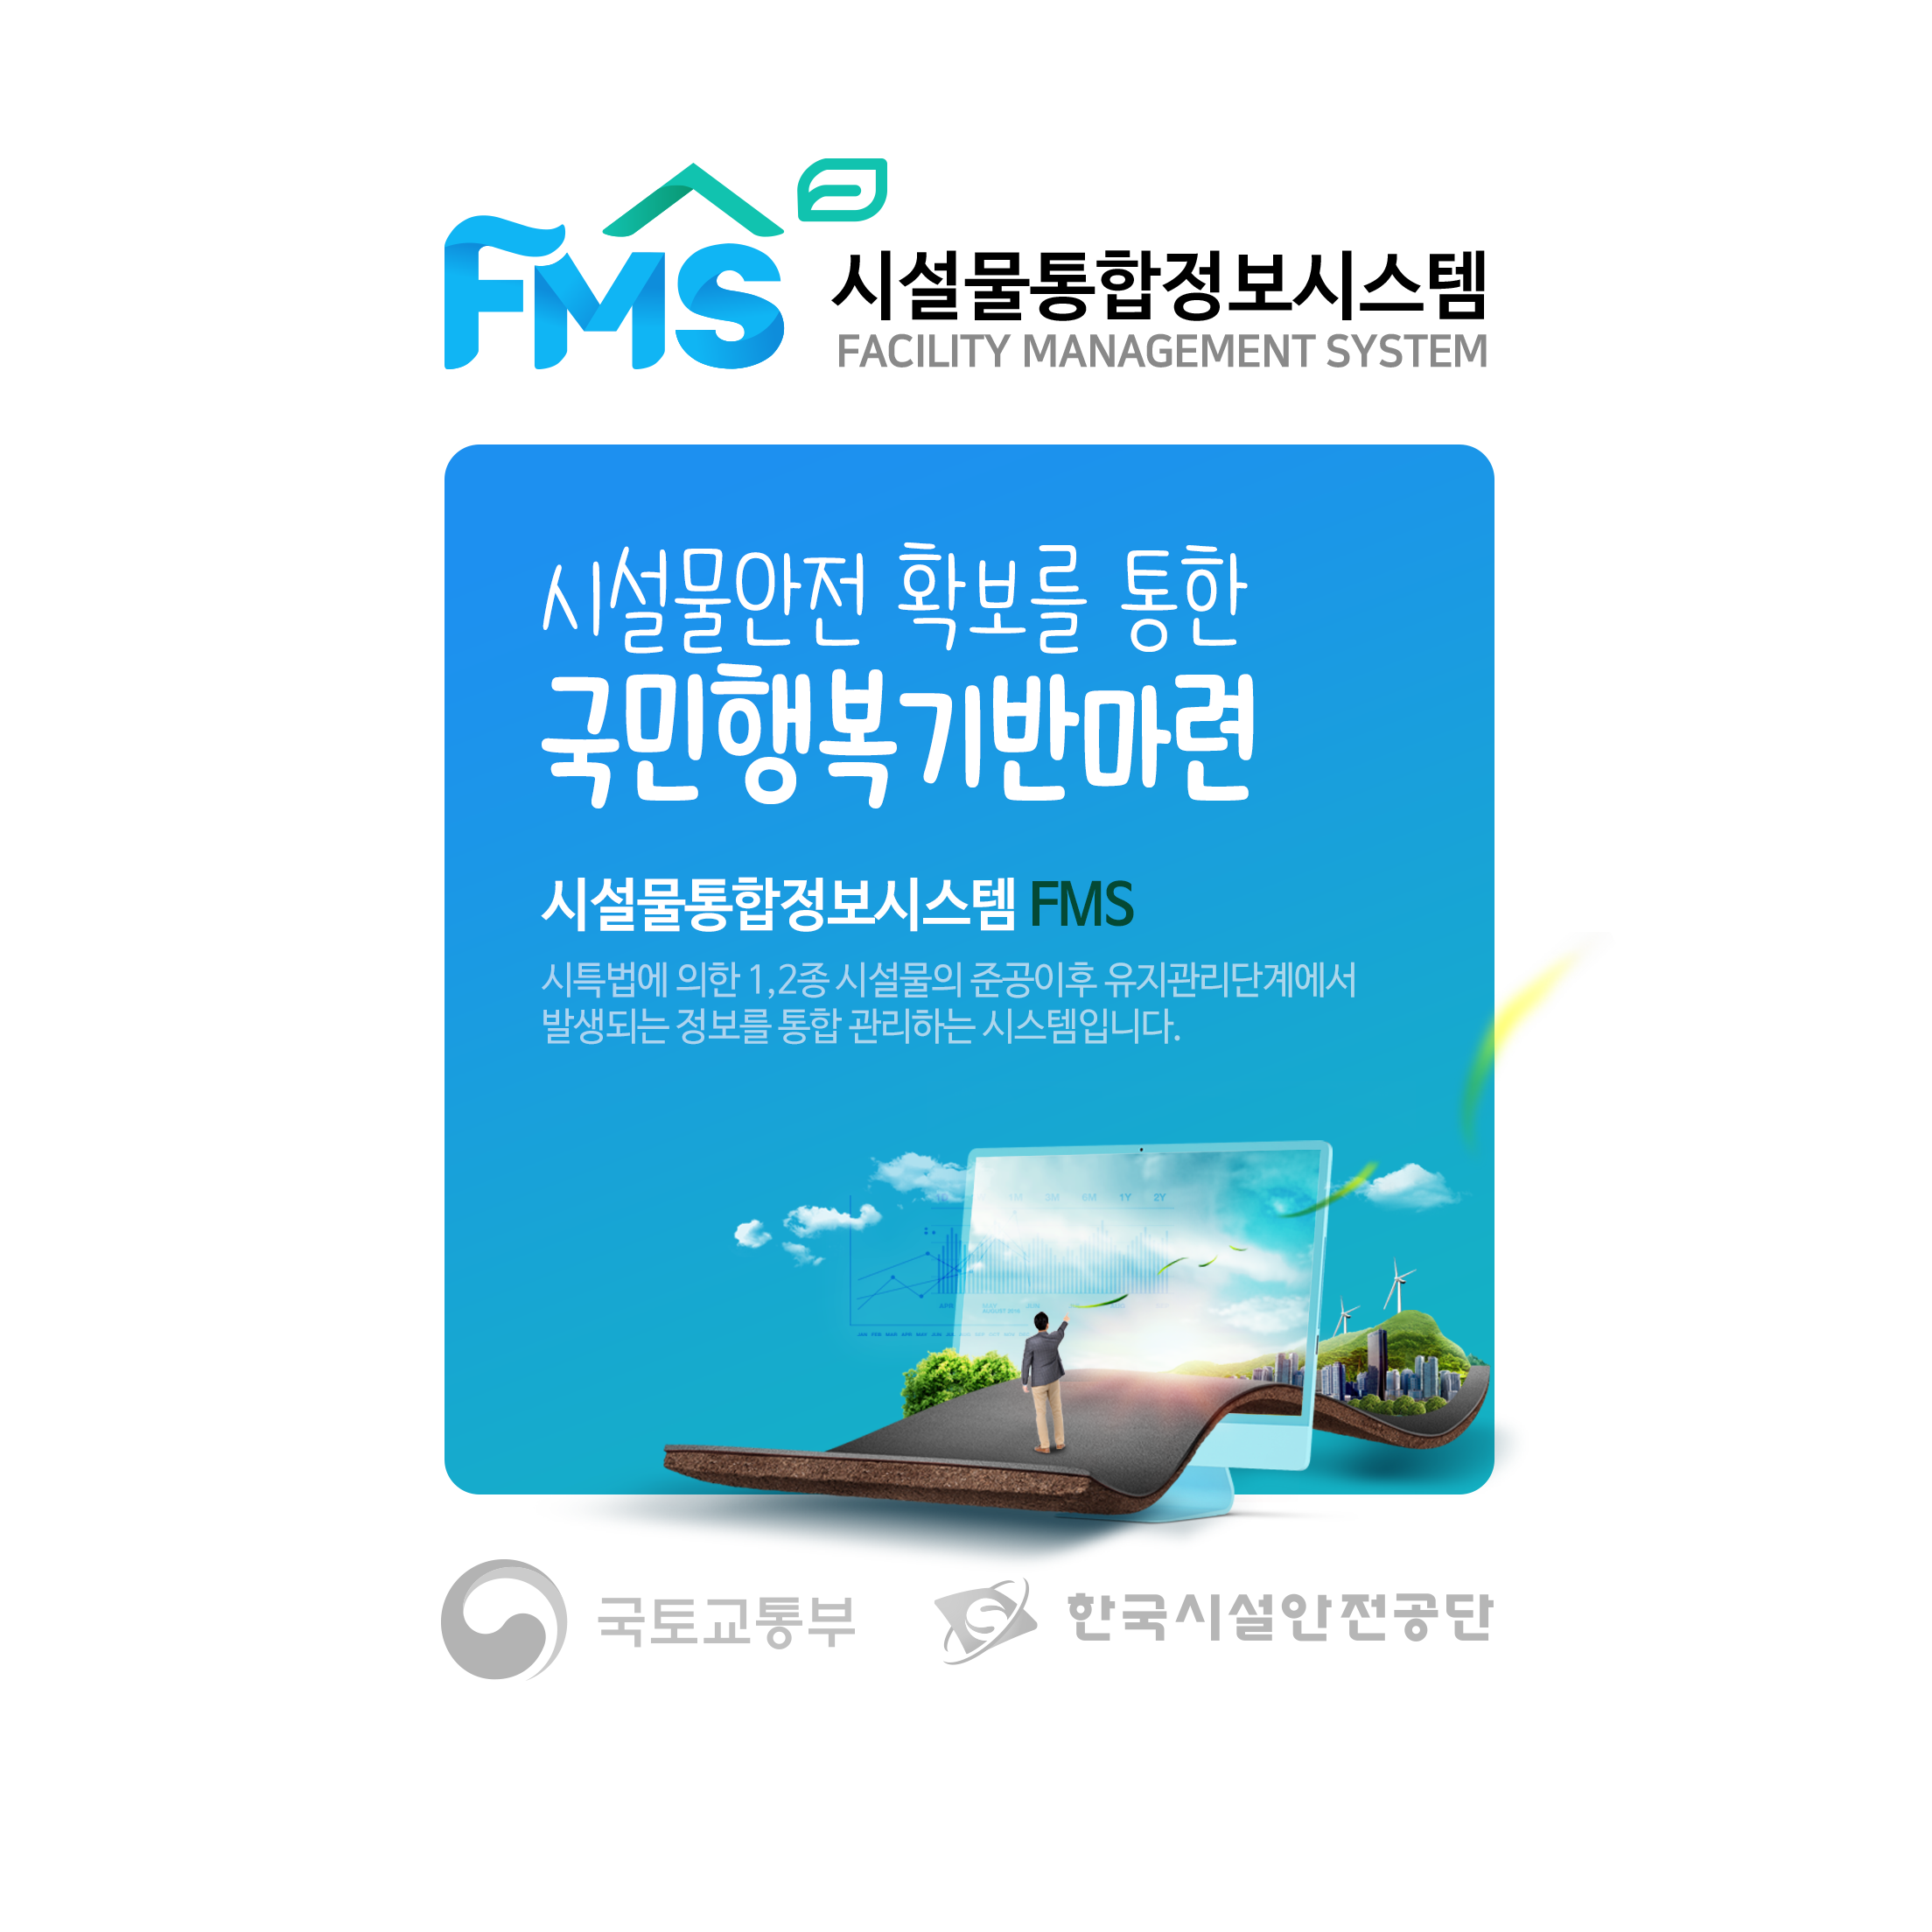 FMS
시설물통합정보시스템
FACILITY MANAGEMENT SYSTEM
시설물안전 확보를 통한
국민행복기반마련
시설물통합정보시스템 FMS
시특법에 의한 1,2종 시설물의 준공이후 유지관리단계에서
발생되는 정보를 통합 관리하는 시스템입니다.
1M 3M 6M 1Y 2Y
국토교통부
한국시설안전공단